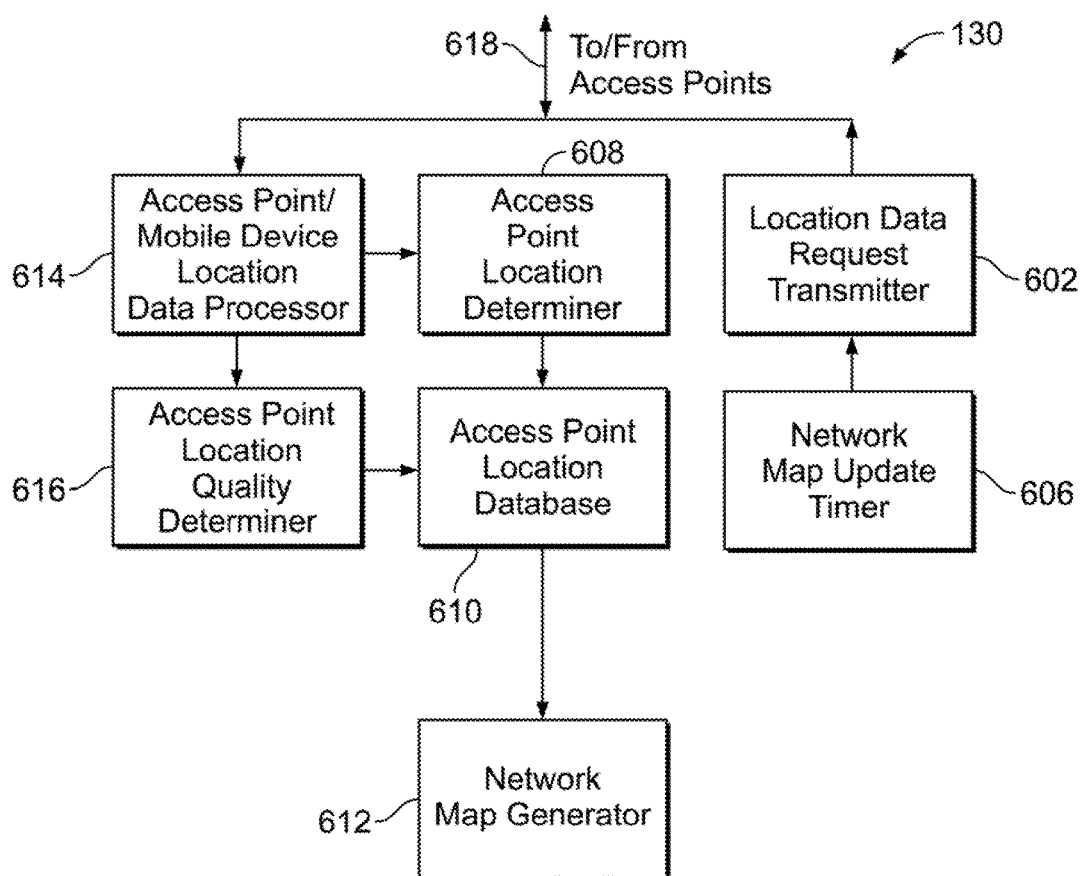 618
To/From
Access Points
130
608
Access Point/
Mobile Device
Location
Data Processor
614
Access
Point
Location
Determiner
Location Data
Request
Transmitter
602
Access Point
Location
Quality
Determiner
616
Access Point
Location
Database
610
Network
Map Update
Timer
606
Network
Map Generator
612